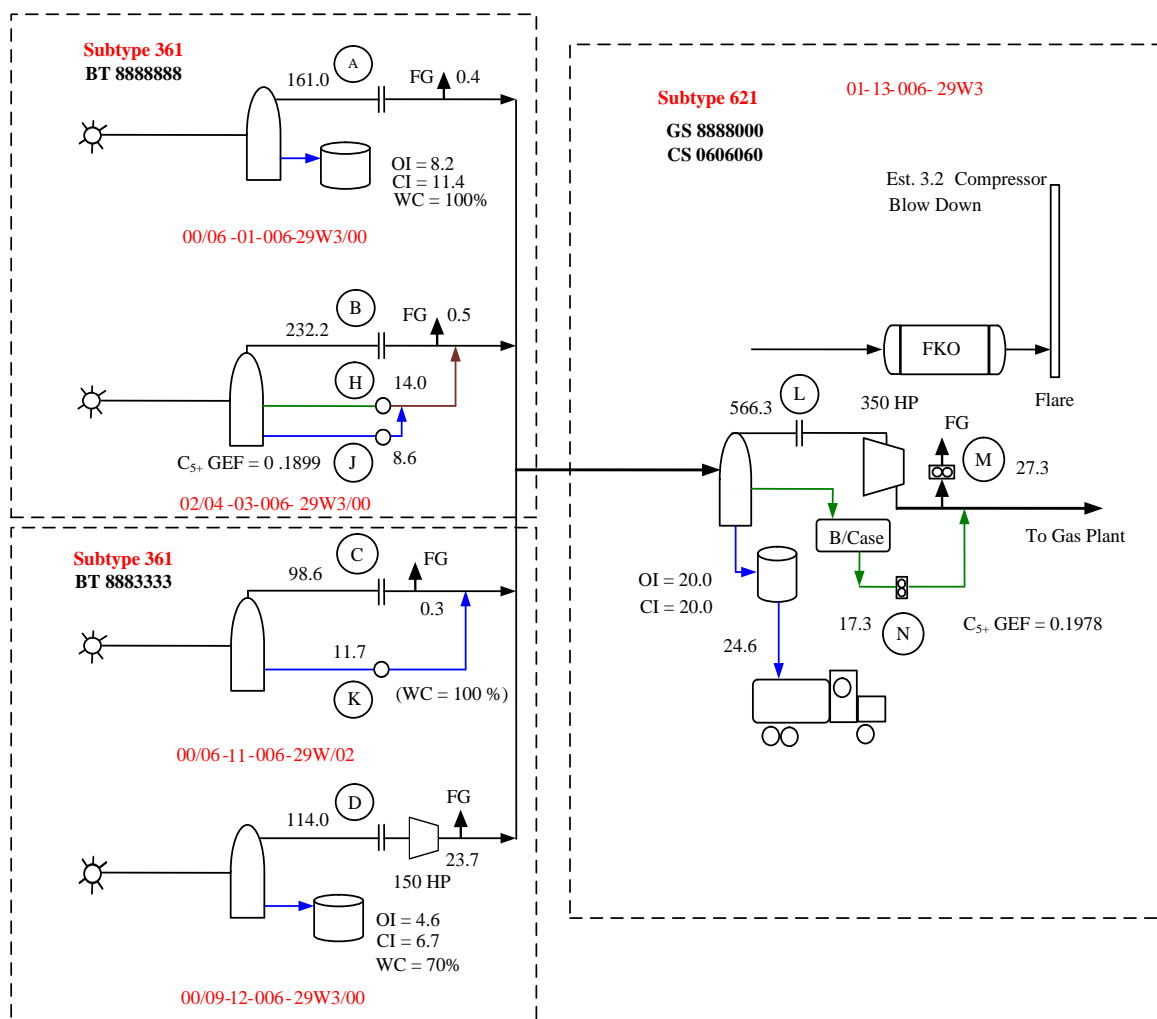 Subtype 361
BT 8888888
A
161.0
FG
0.4
OI = 8.2
CI = 11.4
WC = 100%
00/06 -01-006-29W3/00
B
232.2
FG
0.5
H
14.0
J
8.6
C5+ GEF = 0 .1899
02/04 -03-006- 29W3/00
Subtype 361
BT 8883333
C
98.6
FG
0.3
11.7
K
(WC = 100 %)
00/06-11-006-29W/02
D
114.0
FG
23.7
150 HP
OI = 4.6
CI = 6.7
WC = 70%
00/09-12-006-29W3/00
Subtype 621
01-13-006- 29W3
GS 8888000
CS 0606060
Est. 3.2 Compressor
Blow Down
FKO
Flare
L
566.3
350 HP
FG
M
27.3
To Gas Plant
B/Case
OI = 20.0
CI = 20.0
17.3
N
C5+ GEF = 0.1978
24.6